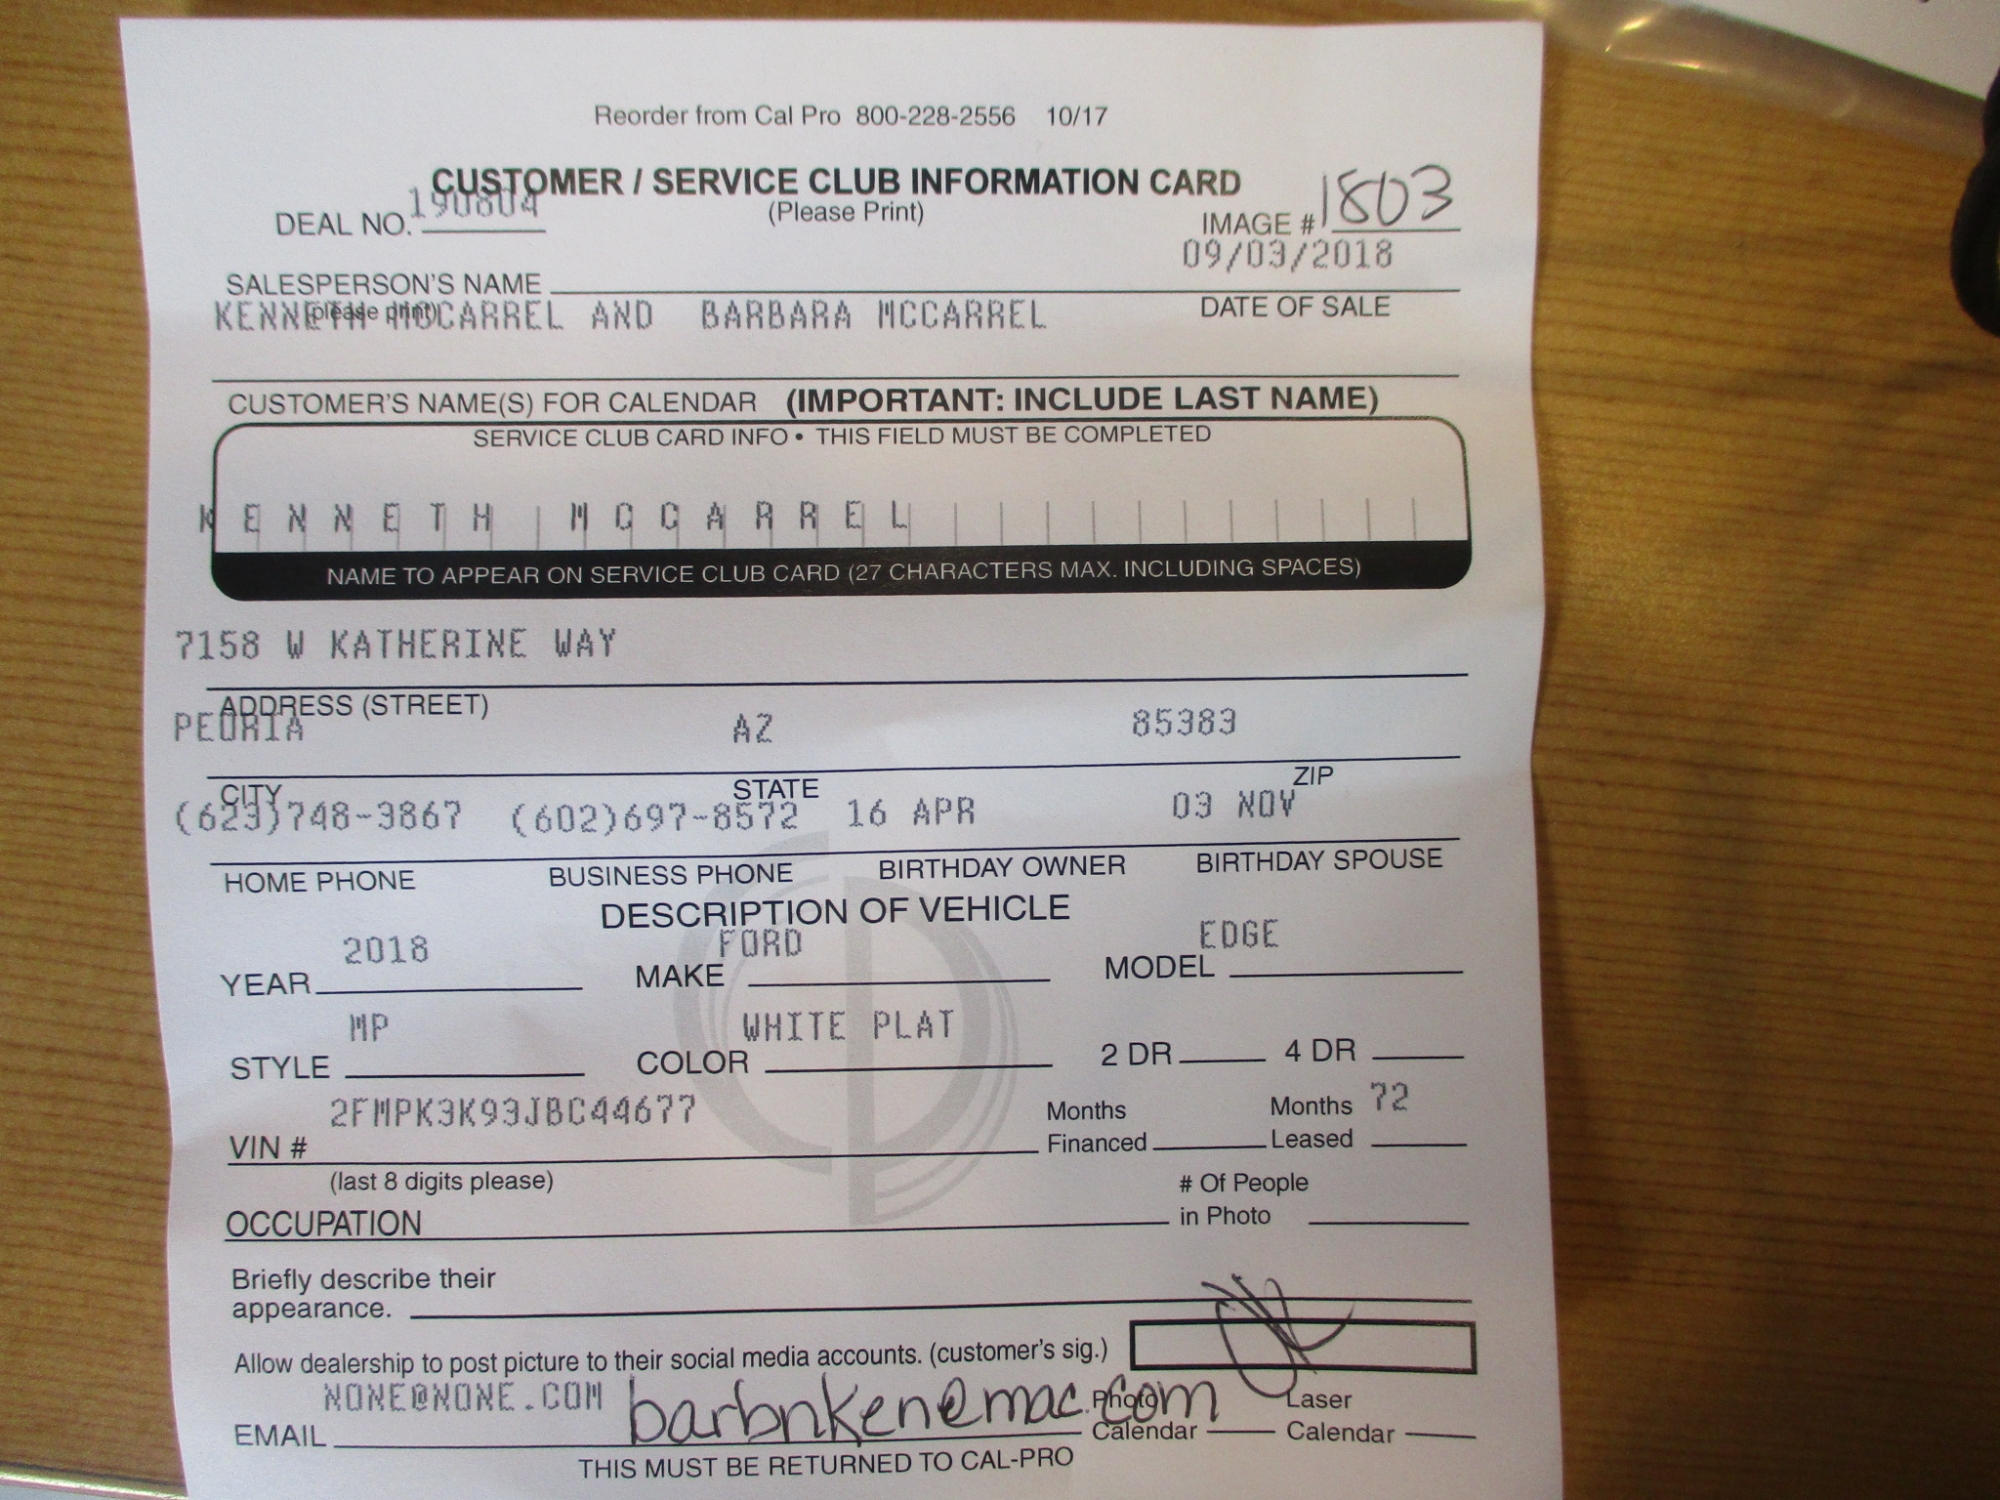 Reorder from Cal Pro 800-228-2556 10/17
CUSTOMER / SERVICE CLUB INFORMATION CARD
(Please Print)
DEAL NO. 190804
IMAGE # 1803
09/03/2018
SALESPERSON'S NAME
(please print)
DATE OF SALE
KENNETH MCCARREL AND BARBARA MCCARREL
CUSTOMER'S NAME(S) FOR CALENDAR (IMPORTANT: INCLUDE LAST NAME)
SERVICE CLUB CARD INFO • THIS FIELD MUST BE COMPLETED
KENNETH MCCARREL
NAME TO APPEAR ON SERVICE CLUB CARD (27 CHARACTERS MAX. INCLUDING SPACES)
7158 W KATHERINE WAY
ADDRESS (STREET)
PEORIA AZ 85383
CITY STATE ZIP
(623)748-3867 (602)697-8572 16 APR 03 NOV
HOME PHONE BUSINESS PHONE BIRTHDAY OWNER BIRTHDAY SPOUSE
DESCRIPTION OF VEHICLE
2018 FORD EDGE
YEAR MAKE MODEL
MP WHITE PLAT
STYLE COLOR 2 DR 4 DR
2FMPK3K93JBC44677 Months Months 72
VIN # Financed Leased
(last 8 digits please) # Of People
OCCUPATION in Photo
Briefly describe their
appearance.
Allow dealership to post picture to their social media accounts. (customer's sig.)
NONE@NONE.COM barbnken@mac.com Photo Laser
EMAIL Calendar Calendar
THIS MUST BE RETURNED TO CAL-PRO